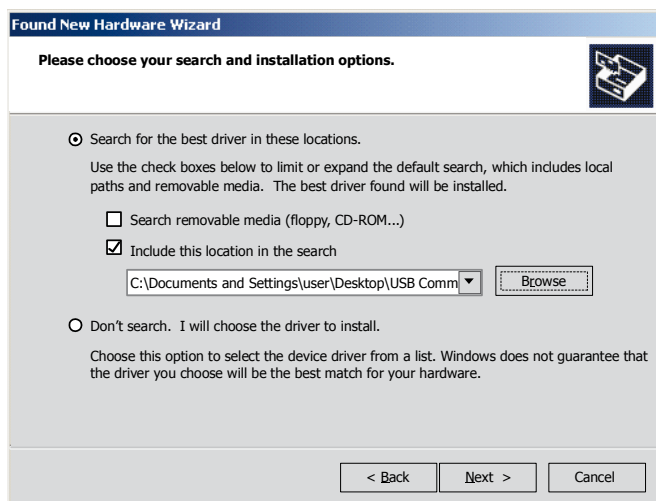 Found New Hardware Wizard
Please choose your search and installation options.
Search for the best driver in these locations.
Use the check boxes below to limit or expand the default search, which includes local
paths and removable media. The best driver found will be installed.
Search removable media (floppy, CD-ROM...)
Include this location in the search
C:\Documents and Settings\user\Desktop\USB Comm
Browse
Don't search. I will choose the driver to install.
Choose this option to select the device driver from a list. Windows does not guarantee that
the driver you choose will be the best match for your hardware.
< Back Next > Cancel